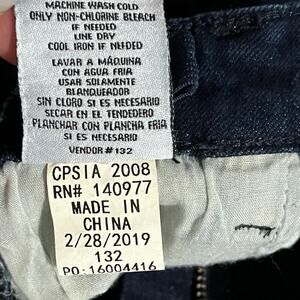 MACHINE WASH COLD
ONLY NON-CHLORINE BLEACH
IF NEEDED
LINE DRY
COOL IRON IF NEEDED
LAVAR A MÁQUINA
CON AGUA FRIA
USAR SOLAMENTE
BLANQUEADOR
SIN CLORO SI ES NECESARIO
SECAR EN EL TENDEDERO
PLANCHAR CON PLANCHA FRIA
SI ES NECESARIO
VENDOR# 132
CPSIA 2008
RN# 140977
MADE IN
CHINA
2/28/2019
132
PO:16004416